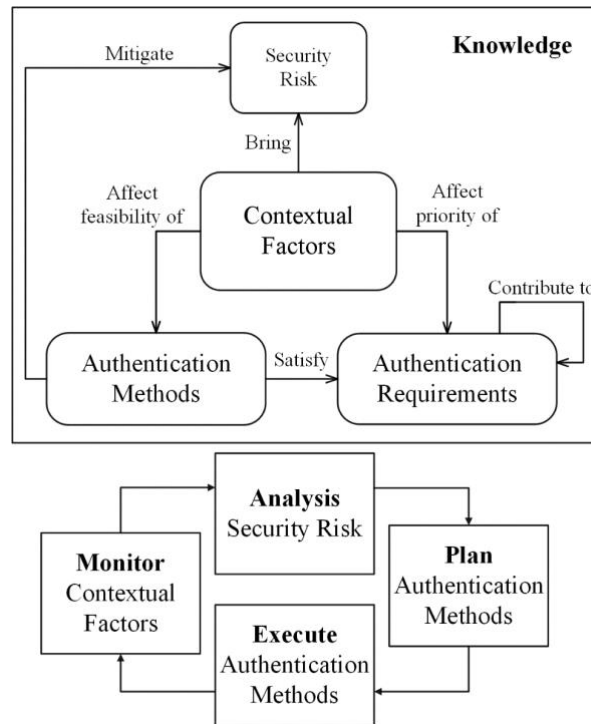 Knowledge
Mitigate
Security
Risk
Bring
Affect
feasibility of
Contextual
Factors
Affect
priority of
Contribute to
Authentication
Methods
Satisfy
Authentication
Requirements
Analysis
Security Risk
Monitor
Contextual
Factors
Plan
Authentication
Methods
Execute
Authentication
Methods